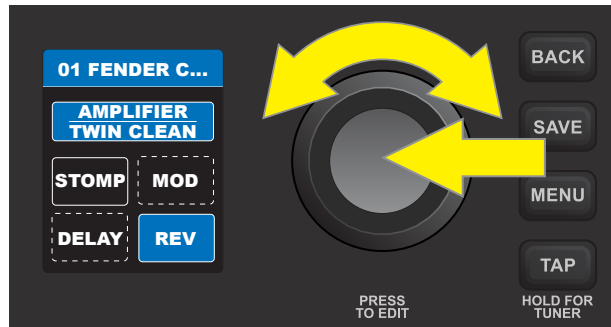 01 FENDER C...
AMPLIFIER
TWIN CLEAN
STOMP
MOD
DELAY
REV
BACK
SAVE
MENU
TAP
PRESS
TO EDIT
HOLD FOR
TUNER